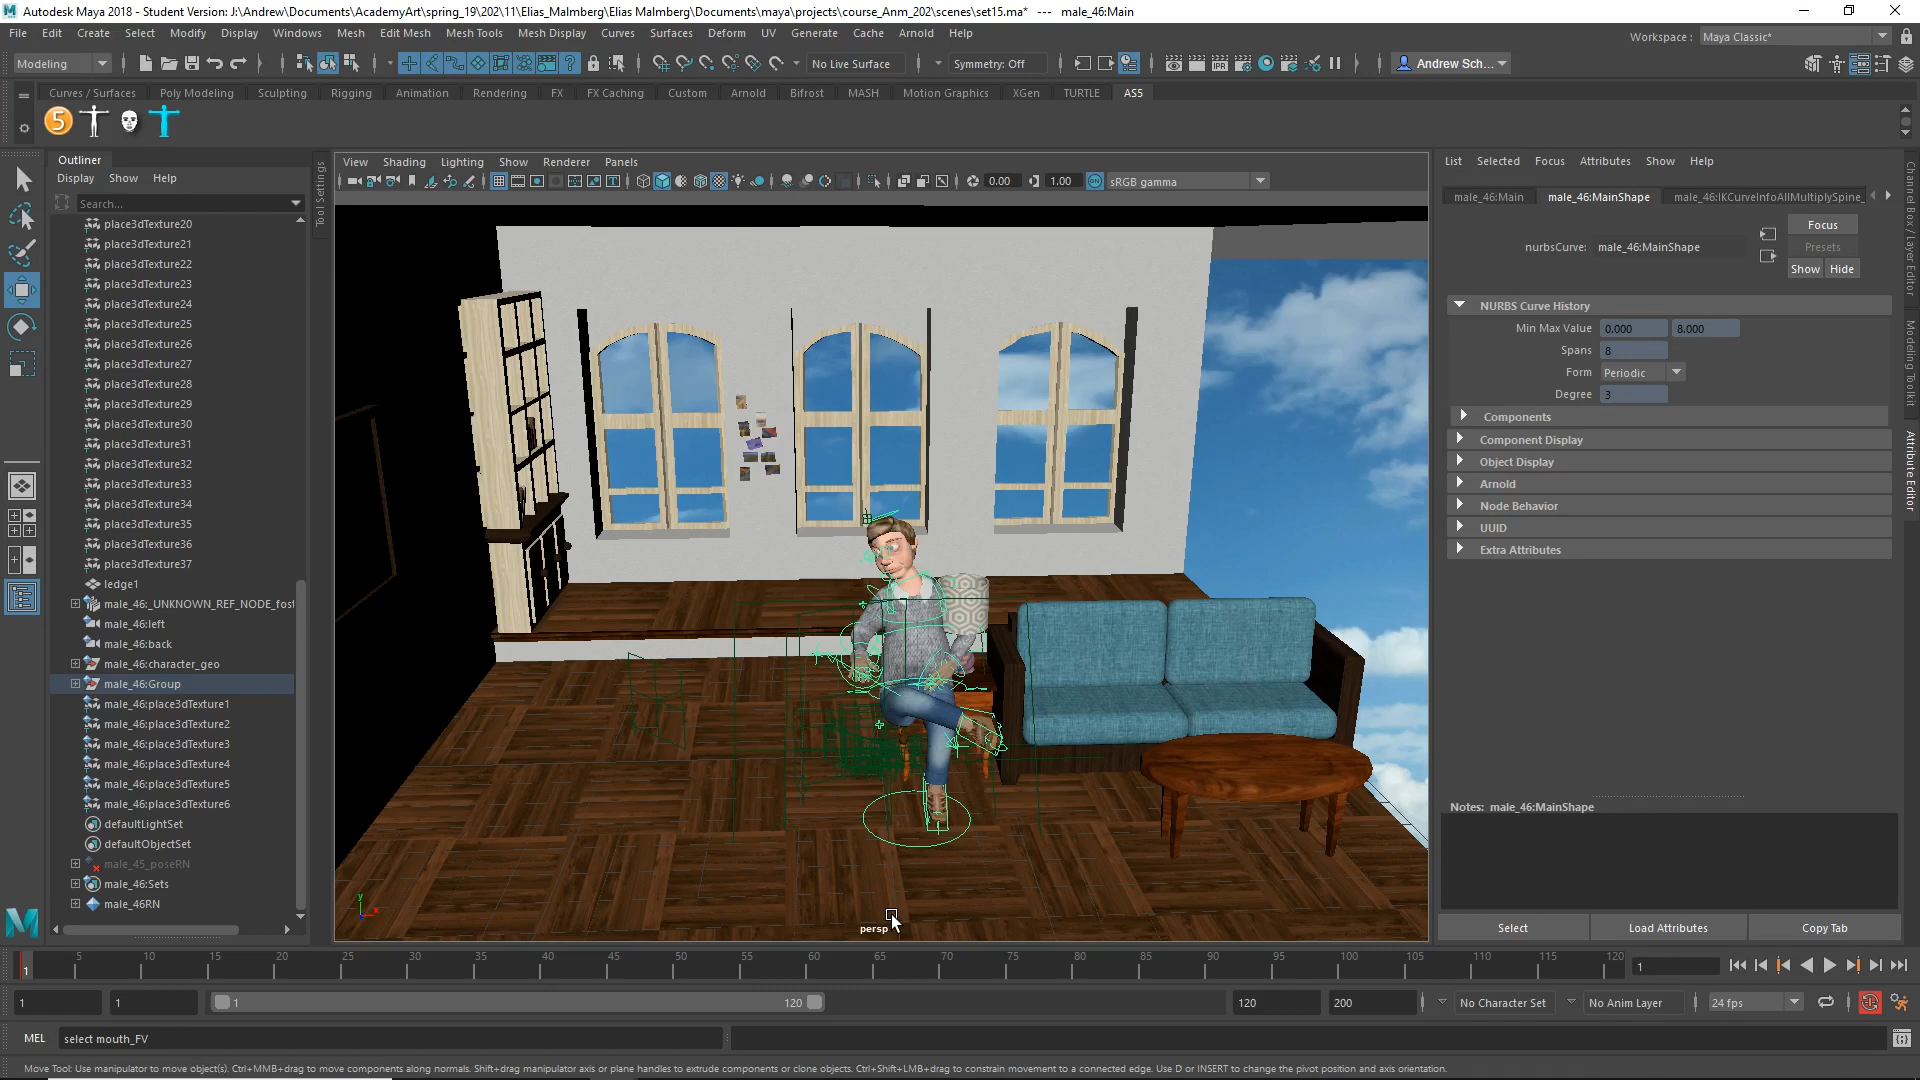 Autodesk Maya 2018 - Student Version: J:\Andrew\Documents\AcademyArt\spring_19\202\11\Elias_Malmberg\Elias Malmberg\Documents\maya\projects\course_Anm_202\scenes\set15.ma* --- male_46:Main
File Edit Create Select Modify Display Windows Mesh Edit Mesh Mesh Tools Mesh Display Curves Surfaces Deform UV Generate Cache Arnold Help
Workspace : Maya Classic*
Modeling No Live Surface Symmetry: Off Andrew Sch...
Curves / Surfaces Poly Modeling Sculpting Rigging Animation Rendering FX FX Caching Custom Arnold Bifrost MASH Motion Graphics XGen TURTLE AS5
5
Outliner
Display Show Help
Search...
place3dTexture20
place3dTexture21
place3dTexture22
place3dTexture23
place3dTexture24
place3dTexture25
place3dTexture26
place3dTexture27
place3dTexture28
place3dTexture29
place3dTexture30
place3dTexture31
place3dTexture32
place3dTexture33
place3dTexture34
place3dTexture35
place3dTexture36
place3dTexture37
ledge1
male_46:_UNKNOWN_REF_NODE_fost
male_46:left
male_46:back
male_46:character_geo
male_46:Group
male_46:place3dTexture1
male_46:place3dTexture2
male_46:place3dTexture3
male_46:place3dTexture4
male_46:place3dTexture5
male_46:place3dTexture6
defaultLightSet
defaultObjectSet
male_45_poseRN
male_46:Sets
male_46RN
Tool Settings
View Shading Lighting Show Renderer Panels
0.00 1.00 ON sRGB gamma
y
x
persp
List Selected Focus Attributes Show Help
male_46:Main male_46:MainShape male_46:IKCurveInfoAllMultiplySpine_
Focus
nurbsCurve: male_46:MainShape
Presets
Show Hide
NURBS Curve History
Min Max Value 0.000 8.000
Spans 8
Form Periodic
Degree 3
Components
Component Display
Object Display
Arnold
Node Behavior
UUID
Extra Attributes
Notes: male_46:MainShape
Select Load Attributes Copy Tab
Channel Box / Layer Editor
Modeling Toolkit
Attribute Editor
1 5 10 15 20 25 30 35 40 45 50 55 60 65 70 75 80 85 90 95 100 105 110 115 120 1
1 1 1 120 120 200 No Character Set No Anim Layer 24 fps
MEL select mouth_FV
Move Tool: Use manipulator to move object(s). Ctrl+MMB+drag to move components along normals. Shift+drag manipulator axis or plane handles to extrude components or clone objects. Ctrl+Shift+LMB+drag to constrain movement to a connected edge. Use D or INSERT to change the pivot position and axis orientation.